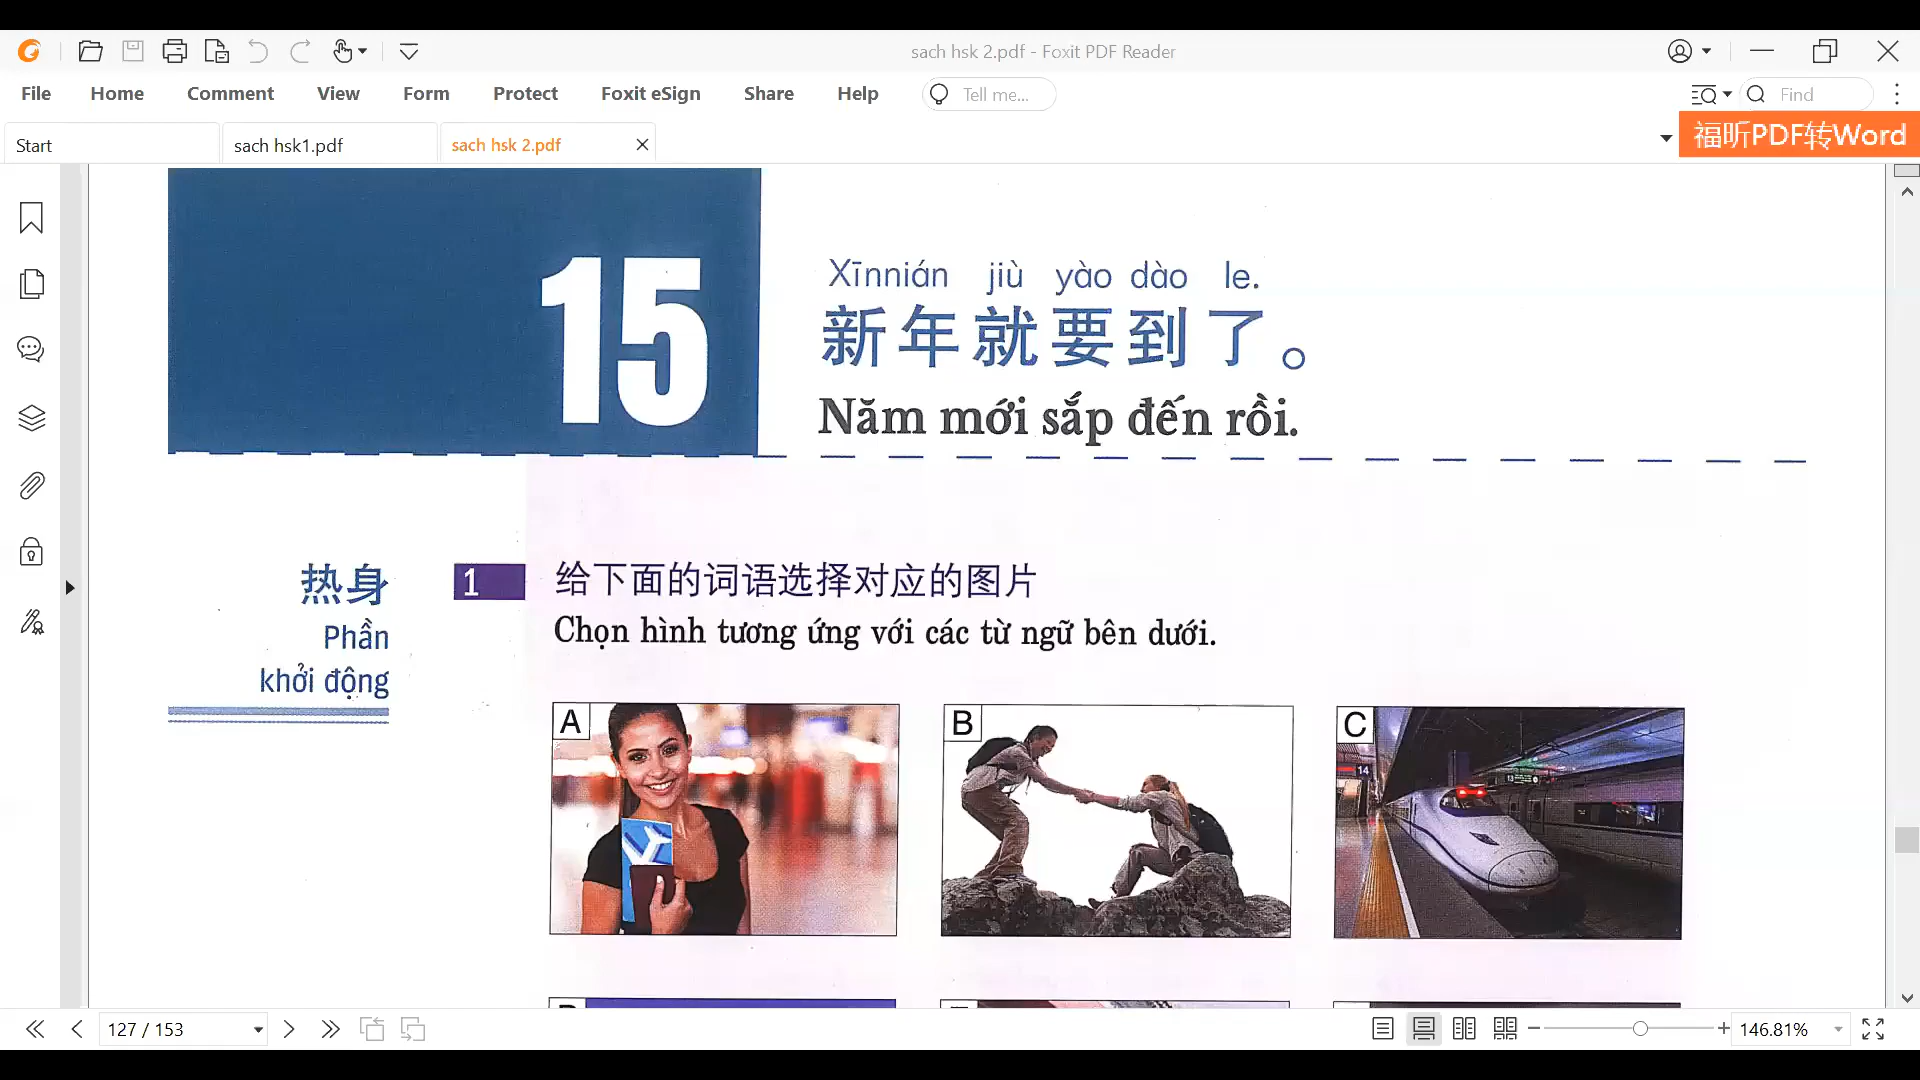 sach hsk 2.pdf - Foxit PDF Reader
File Home Comment View Form Protect Foxit eSign Share Help Tell me... Find
Start sach hsk1.pdf sach hsk 2.pdf 福昕PDF转Word
15
Xīnnián jiù yào dào le.
新年就要到了。
Năm mới sắp đến rồi.
热身
Phần
khởi động
1 给下面的词语选择对应的图片
Chọn hình tương ứng với các từ ngữ bên dưới.
A B C
14
127 / 153 146.81%